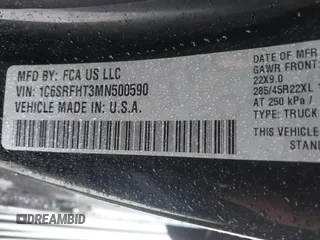 MFD BY: FCA US LLC
VIN: 1C6SRFHT3MN500590
VEHICLE MADE IN: U.S.A.
DATE OF MFR
GAWR FRONT:
22X9.0
285/45R22XL
AT 250 kPa /
TYPE: TRUCK
THIS VEHICLE
STAND
DREAMBID